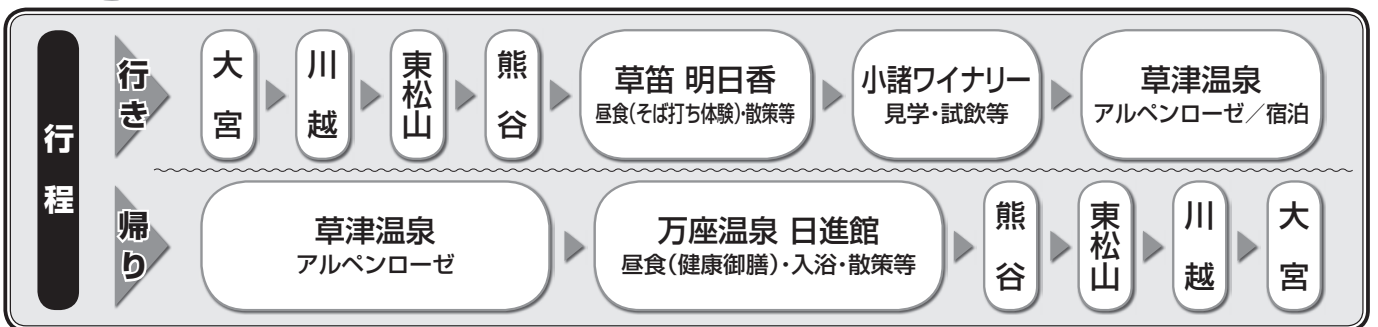 行程
行き
大宮
川越
東松山
熊谷
草笛 明日香
昼食(そば打ち体験)・散策等
小諸ワイナリー
見学・試飲等
草津温泉
アルペンローゼ／宿泊
帰り
草津温泉
アルペンローゼ
万座温泉 日進館
昼食(健康御膳)・入浴・散策等
熊谷
東松山
川越
大宮